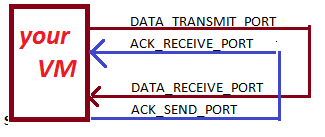 your
VM
DATA_TRANSMIT_PORT
ACK_RECEIVE_PORT
DATA_RECEIVE_PORT
ACK_SEND_PORT